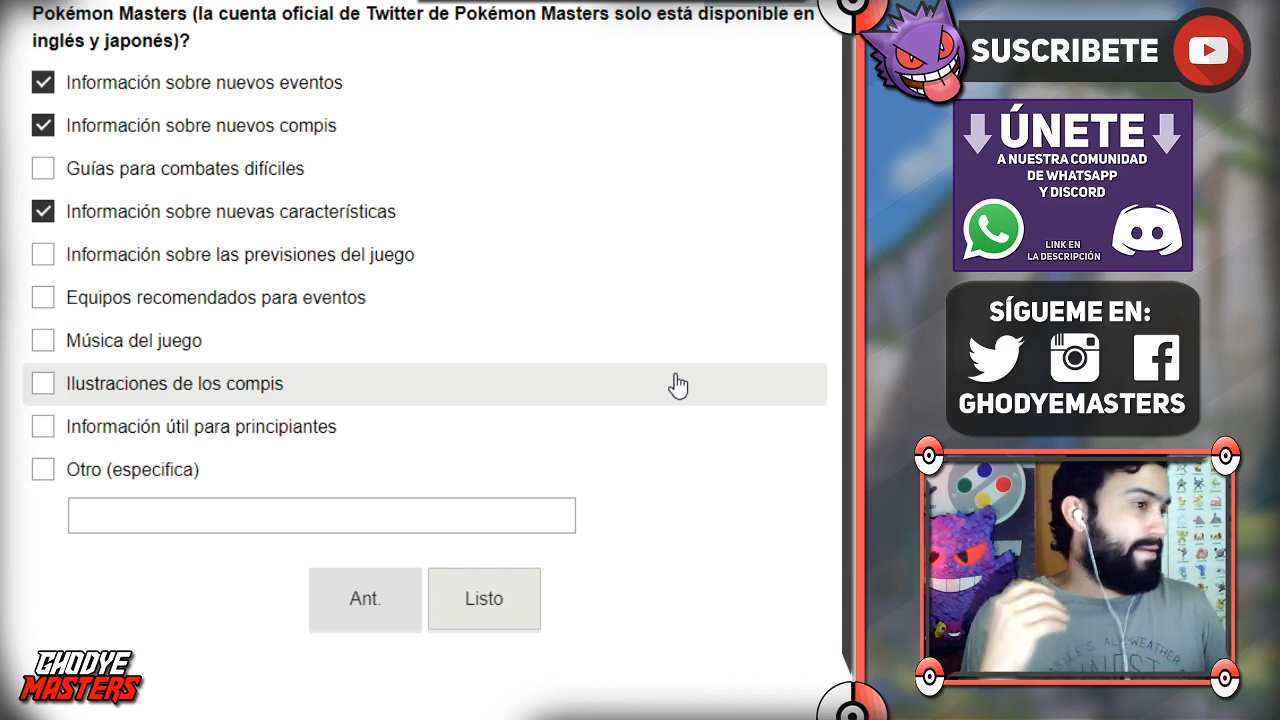 Pokémon Masters (la cuenta oficial de Twitter de Pokémon Masters solo está disponible en
inglés y japonés)?
Información sobre nuevos eventos
Información sobre nuevos compis
Guías para combates difíciles
Información sobre nuevas características
Información sobre las previsiones del juego
Equipos recomendados para eventos
Música del juego
Ilustraciones de los compis
Información útil para principiantes
Otro (especifica)
Ant.
Listo
GHODYE
MASTERS
SUSCRIBETE
ÚNETE
A NUESTRA COMUNIDAD
DE WHATSAPP
Y DISCORD
LINK EN
LA DESCRIPCIÓN
SÍGUEME EN:
GHODYEMASTERS